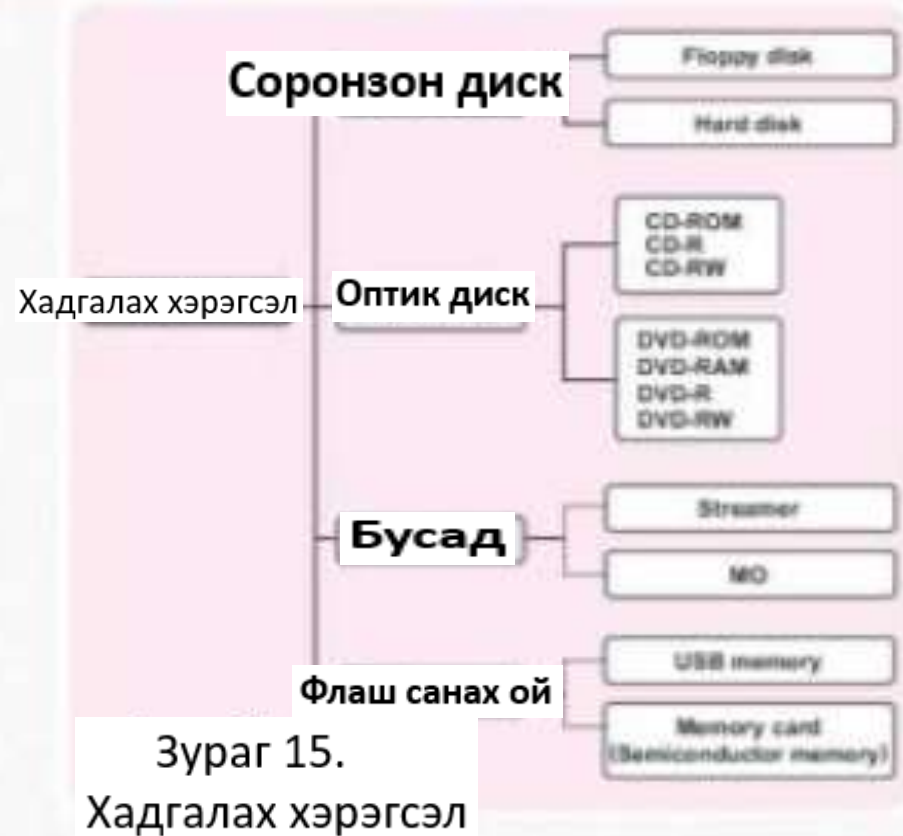 Floppy disk
Соронзон диск
Hard disk
CD-ROM
CD-R
CD-RW
Хадгалах хэрэгсэл
Оптик диск
DVD-ROM
DVD-RAM
DVD-R
DVD-RW
Streamer
Бусад
MO
USB memory
Флаш санах ой
Memory card
(Semiconductor memory)
Зураг 15.
Хадгалах хэрэгсэл